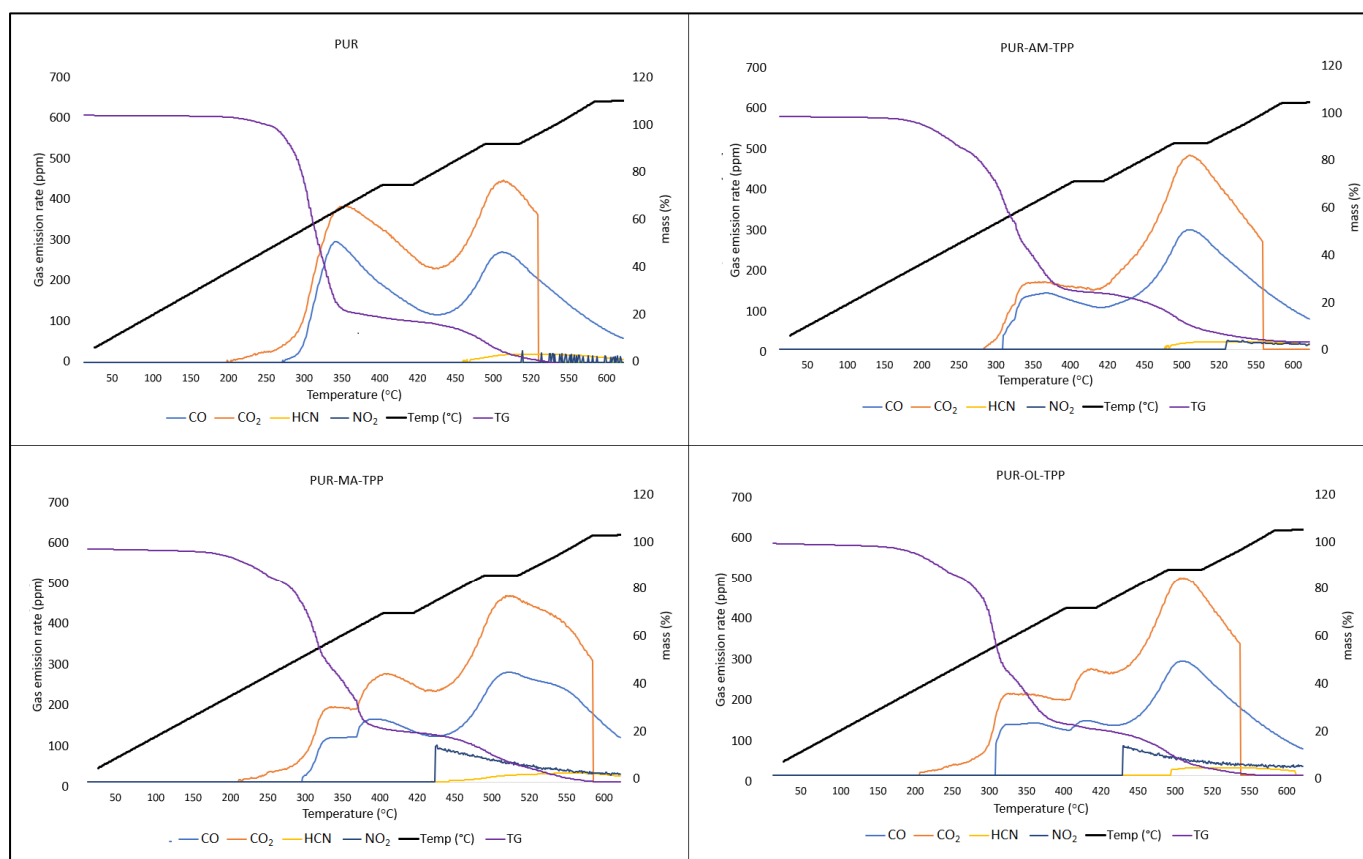 PUR
700
600
500
400
300
200
100
0
Gas emission rate (ppm)
120
100
80
60
40
20
0
mass (%)
50 100 150 200 250 300 350 400 450 500 520 550 600
Temperature (°C)
CO CO₂ HCN NO₂ Temp (°C) TG
PUR-AM-TPP
700
600
500
400
300
200
100
0
Gas emission rate (ppm)
120
100
80
60
40
20
0
mass (%)
50 100 150 200 250 300 350 400 450 500 520 550 600
Temperature (°C)
CO CO₂ HCN NO₂ Temp (°C) TG
PUR-MA-TPP
700
600
500
400
300
200
100
0
Gas emission rate (ppm)
120
100
80
60
40
20
0
mass (%)
50 100 150 200 250 300 350 400 450 500 520 550 600
Temperature (°C)
CO CO₂ HCN NO₂ Temp (°C) TG
PUR-OL-TPP
700
600
500
400
300
200
100
0
Gas emission rate (ppm)
120
100
80
60
40
20
0
mass (%)
50 100 150 200 250 300 350 400 450 500 520 550 600
Temperature (°C)
CO CO₂ HCN NO₂ Temp (°C) TG